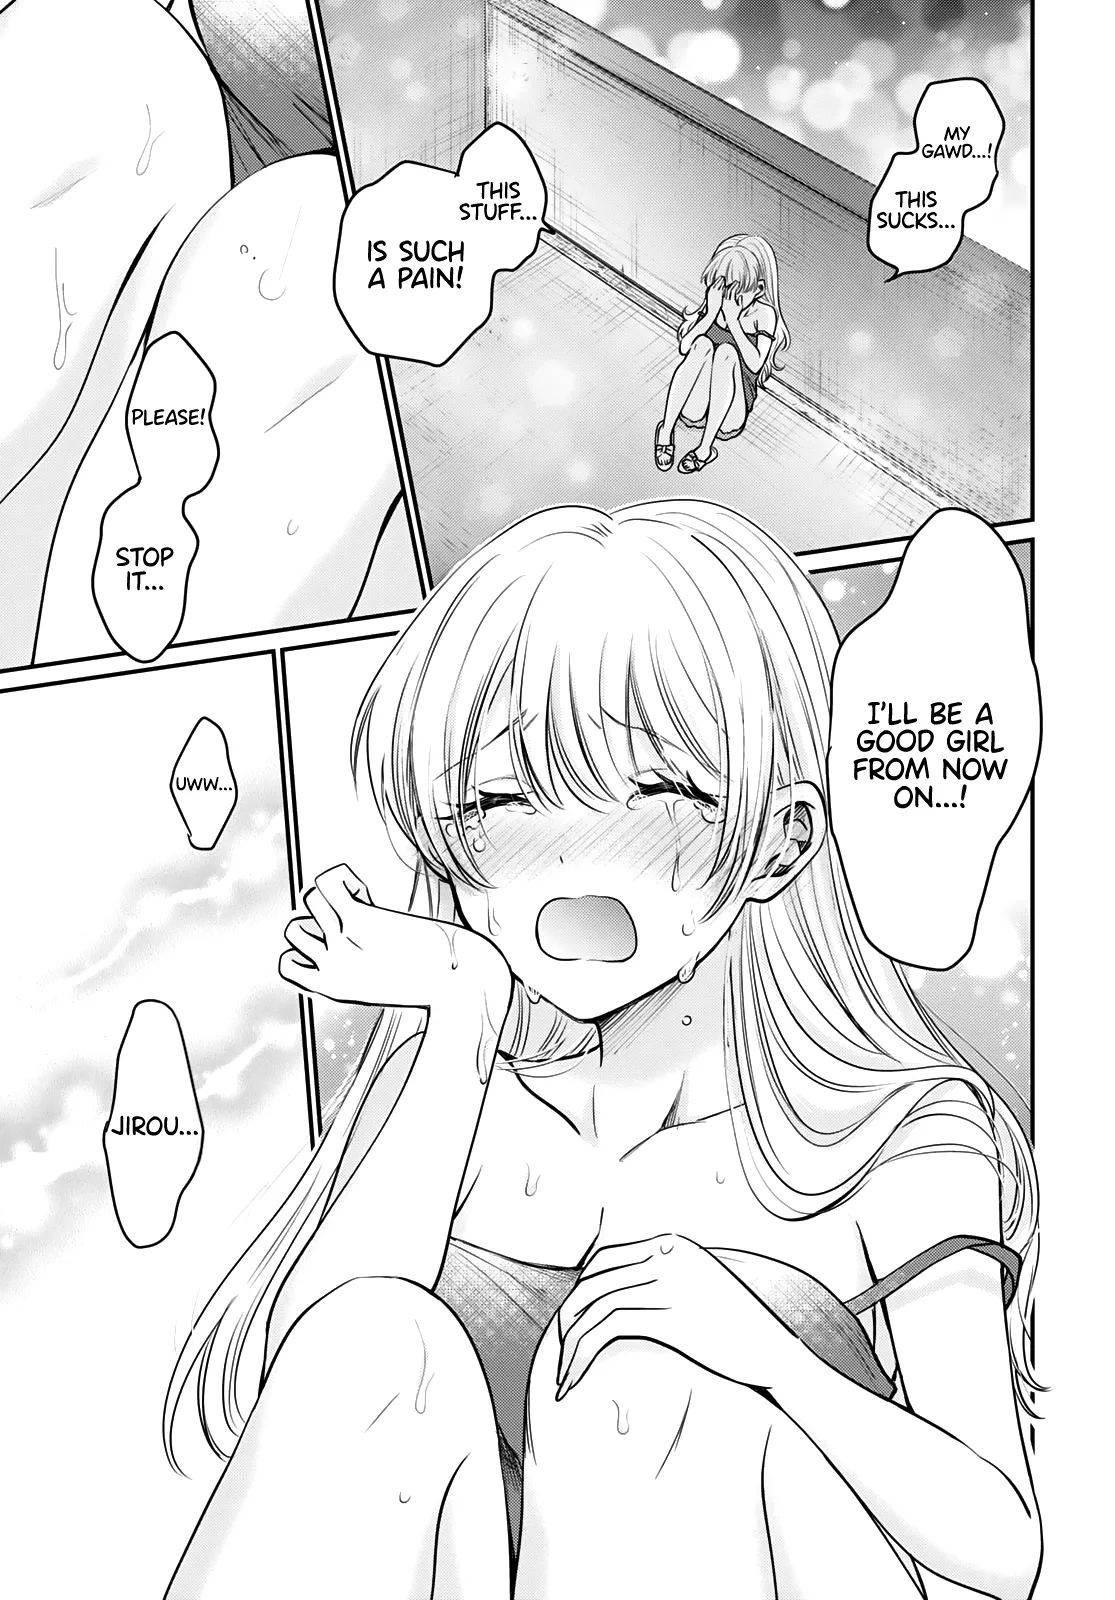 MY
GAWD...!
THIS
SUCKS...
THIS
STUFF...
IS SUCH
A PAIN!
PLEASE!
STOP
IT...
I'LL BE A
GOOD GIRL
FROM NOW
ON...!
UWW...
JIROU...